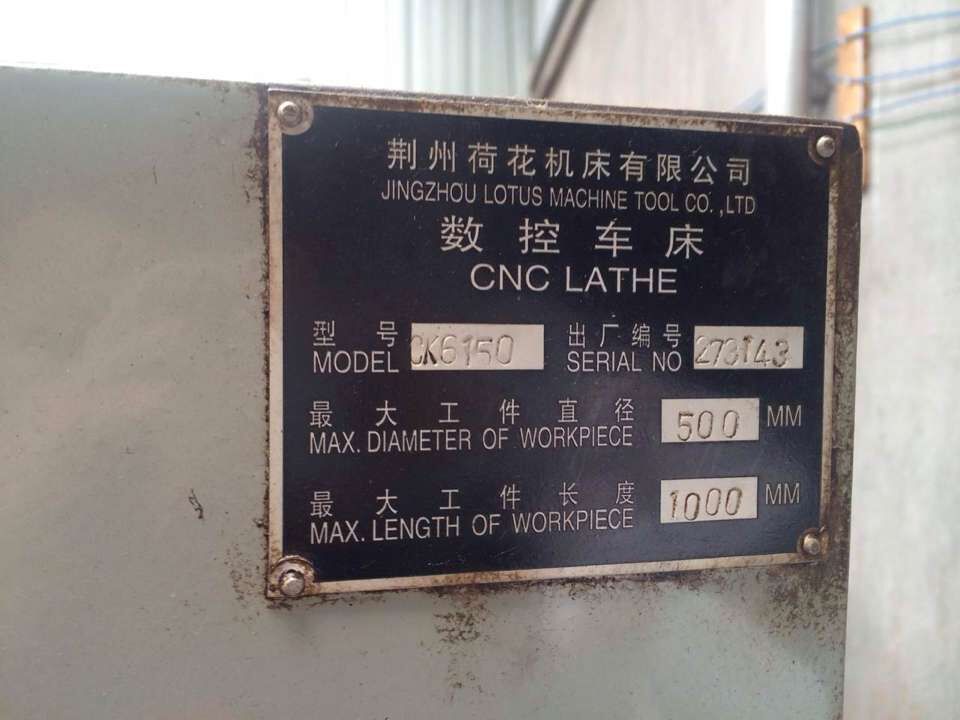 荆州荷花机床有限公司
JINGZHOU LOTUS MACHINE TOOL CO.,LTD
数控车床
CNC LATHE
型号 出厂编号
MODEL CK6150 SERIAL NO 273143
最大工件直径
MAX. DIAMETER OF WORKPIECE 500 MM
最大工件长度
MAX. LENGTH OF WORKPIECE 1000 MM